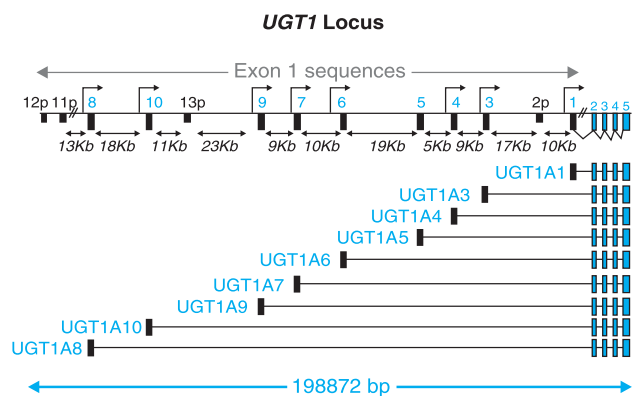 UGT1 Locus
Exon 1 sequences
12p 11p 8 10 13p 9 7 6 5 4 3 2p 1 2 3 4 5
13Kb 18Kb 11Kb 23Kb 9Kb 10Kb 19Kb 5Kb 9Kb 17Kb 10Kb
UGT1A1
UGT1A3
UGT1A4
UGT1A5
UGT1A6
UGT1A7
UGT1A9
UGT1A10
UGT1A8
198872 bp